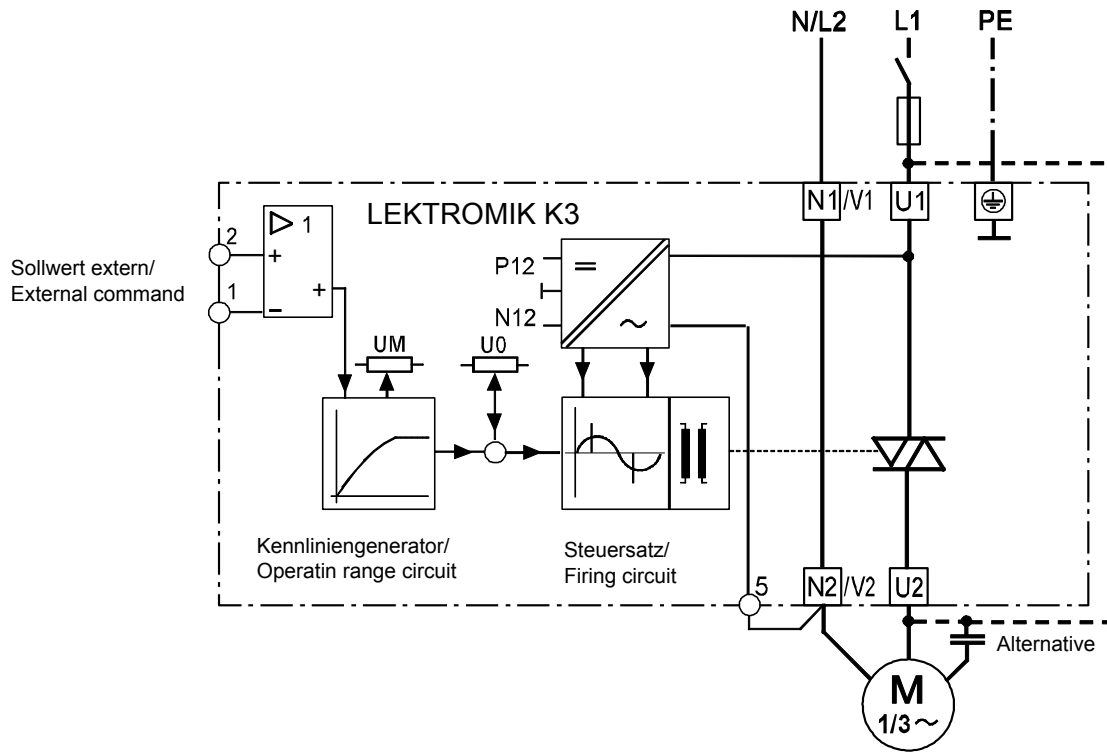 N/L2 L1 PE
N1/V1 U1
LEKTROMIK K3
2
1
+
Sollwert extern/
External command
1
+
−
P12
=
N12
~
UM
U0
Kennliniengenerator/
Operatin range circuit
Steuersatz/
Firing circuit
5
N2/V2 U2
Alternative
M
1/3~